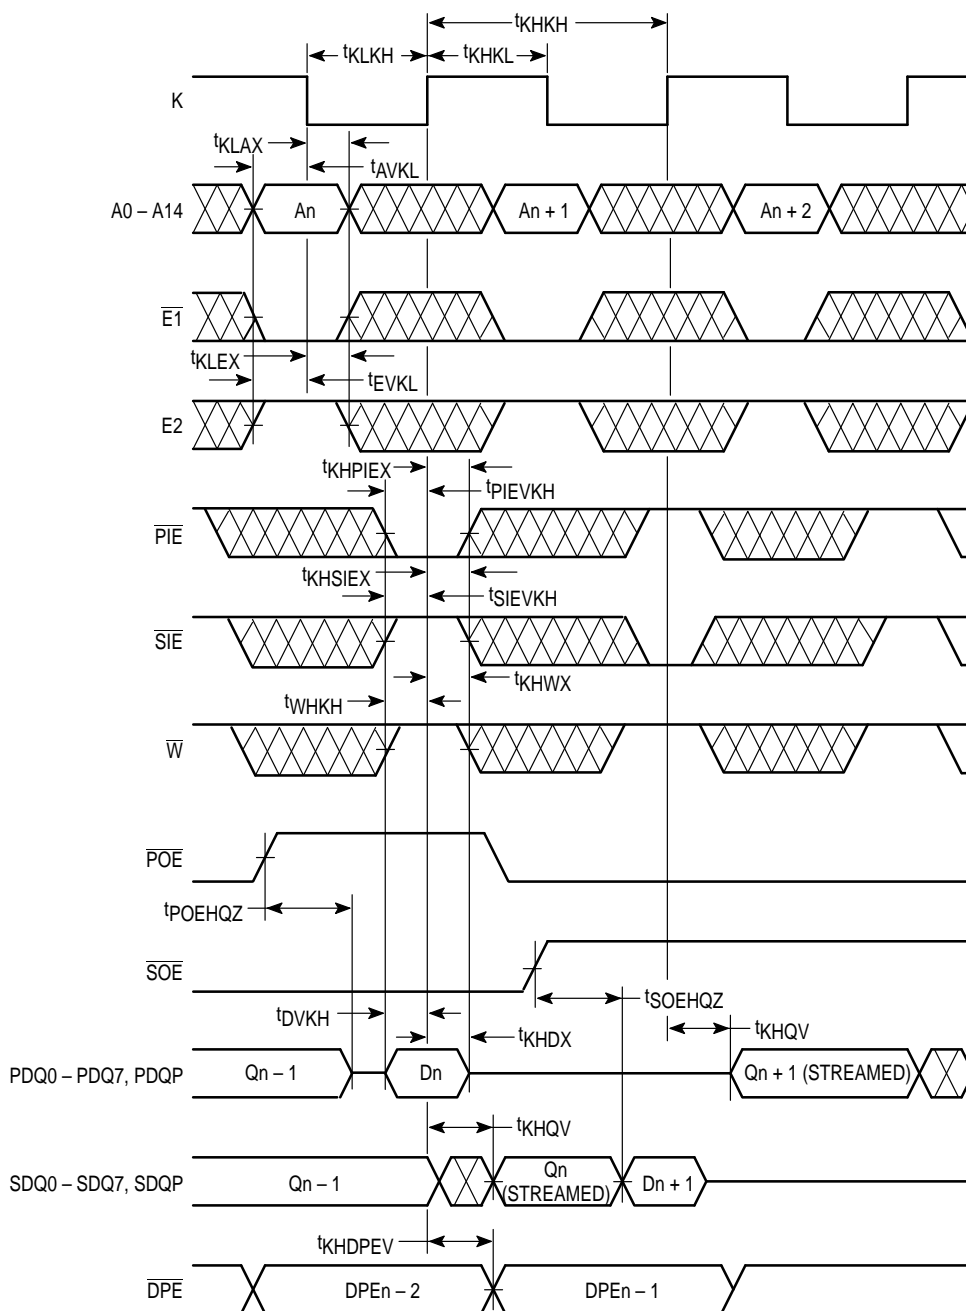 tKHKH
tKLKH
tKHKL
K
tKLAX
tAVKL
A0 – A14
An
An + 1
An + 2
E1
tKLEX
tEVKL
E2
tKHPIEX
tPIEVKH
PIE
tKHSIEX
tSIEVKH
SIE
tKHWX
tWHKH
W
POE
tPOEHQZ
SOE
tSOEHQZ
tDVKH
tKHDX
tKHQV
PDQ0 – PDQ7, PDQP
Qn – 1
Dn
Qn + 1 (STREAMED)
tKHQV
SDQ0 – SDQ7, SDQP
Qn – 1
Qn
(STREAMED)
Dn + 1
tKHDPEV
DPE
DPEn – 2
DPEn – 1